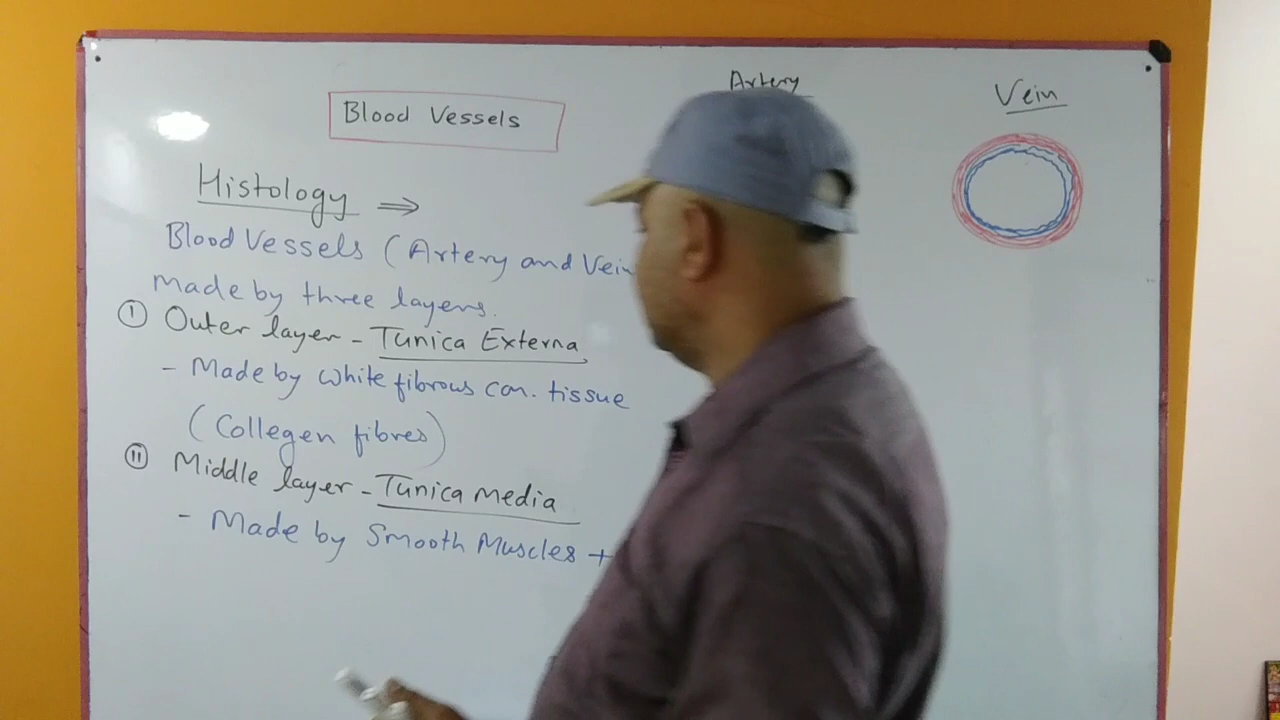 Artery
Vein
Blood Vessels
Histology ⇒
Blood Vessels (Artery and Vein
Made by three layers.
(I) Outer layer - Tunica Externa
- Made by white fibrous con. tissue
(Collegen fibres)
(II) Middle layer - Tunica Media
- Made by Smooth Muscles +